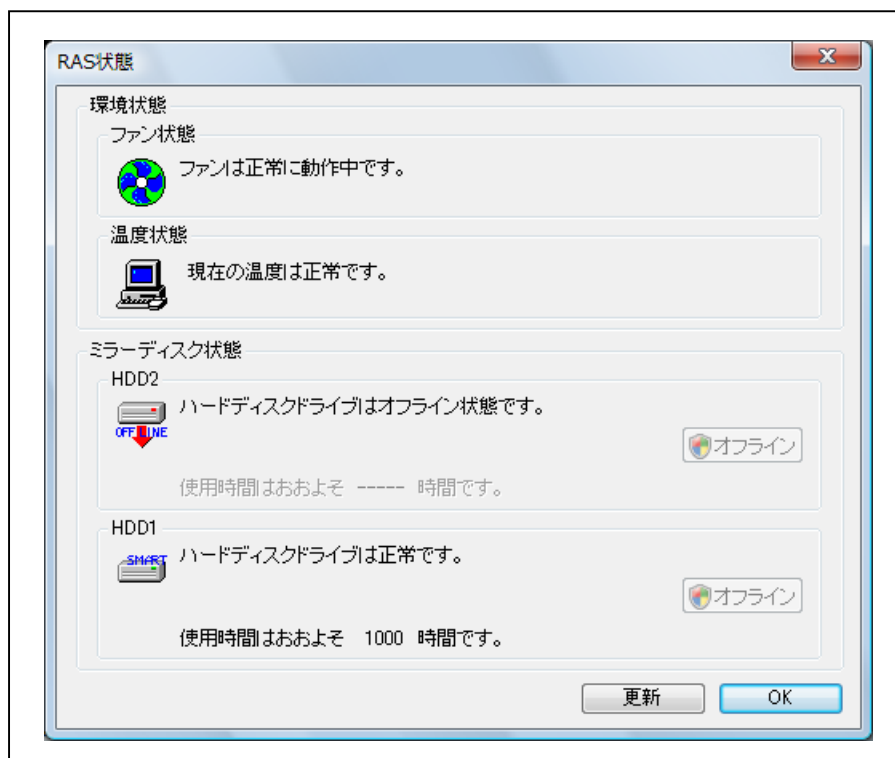 RAS状態
環境状態
ファン状態
ファンは正常に動作中です。
温度状態
現在の温度は正常です。
ミラーディスク状態
HDD2
ハードディスクドライブはオフライン状態です。
OFF LINE
オフライン
使用時間はおおよそ ----- 時間です。
HDD1
SMART
ハードディスクドライブは正常です。
オフライン
使用時間はおおよそ 1000 時間です。
更新
OK